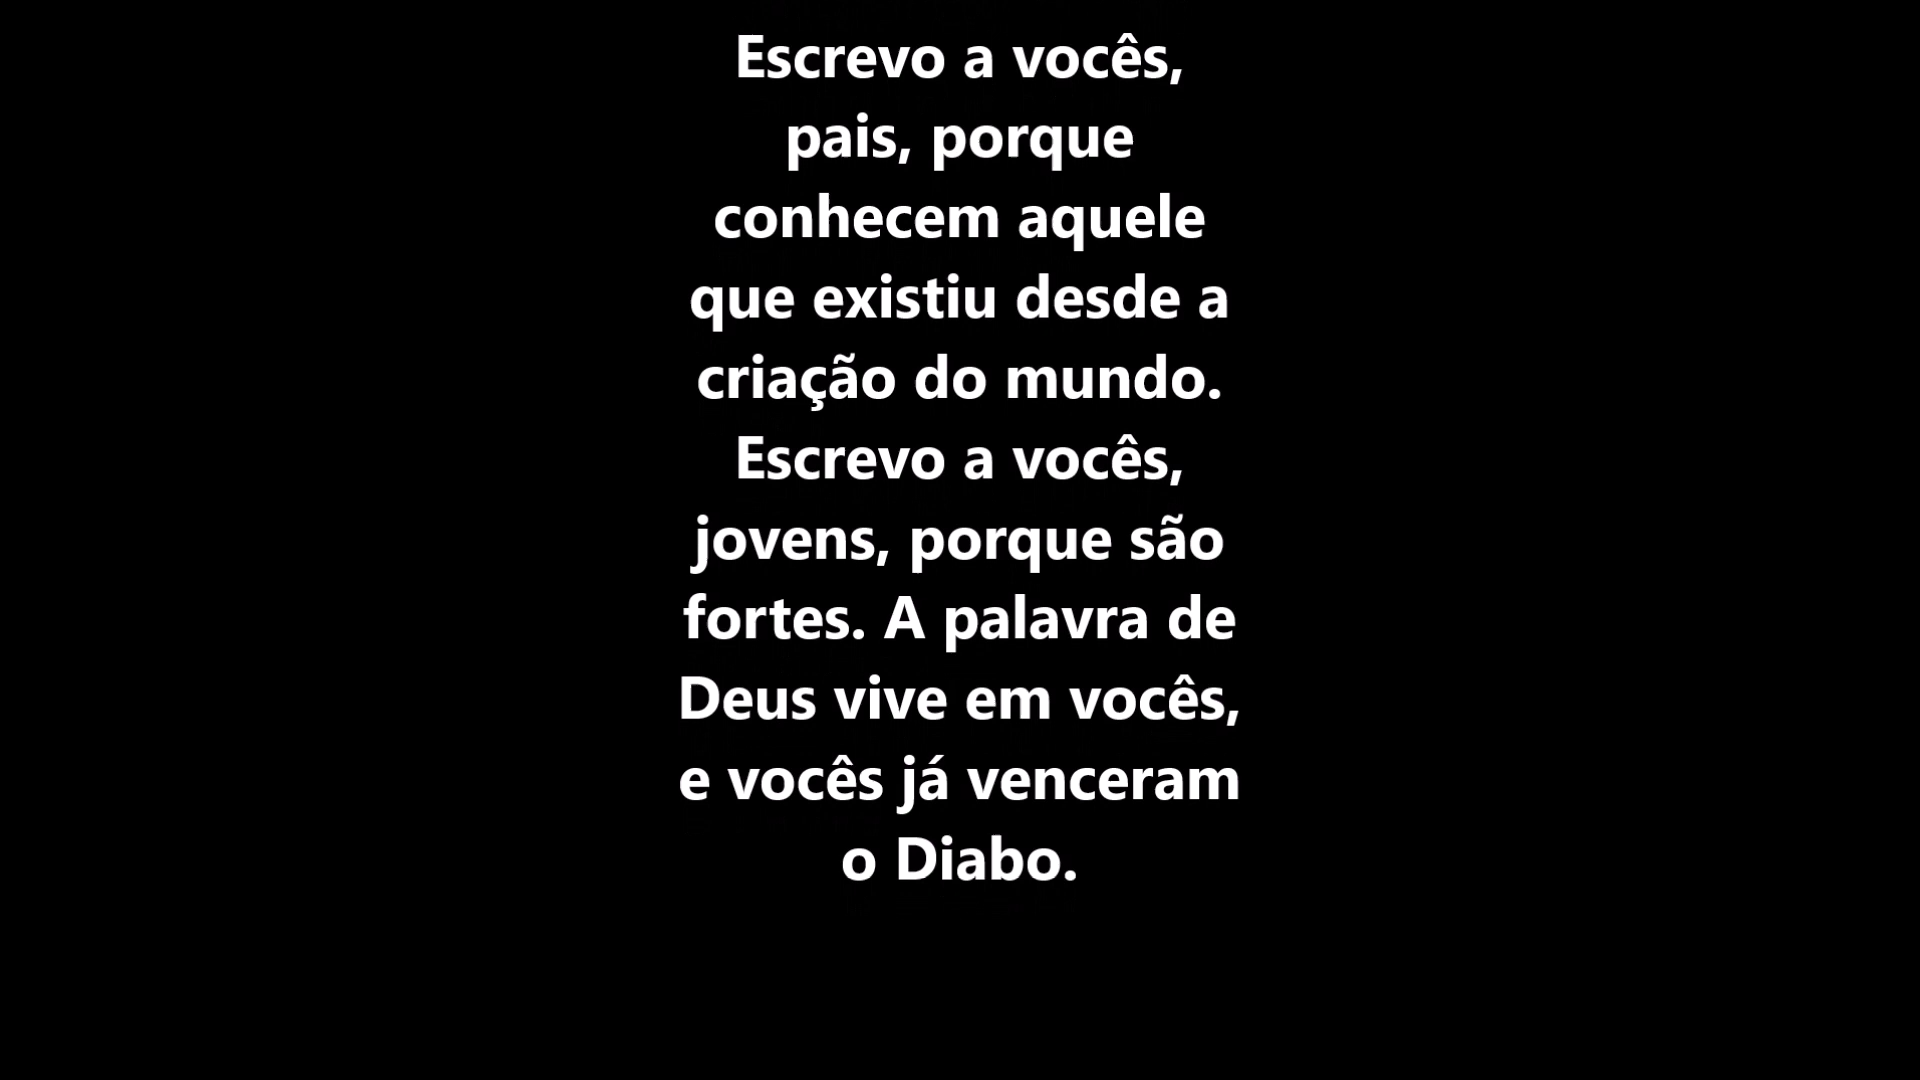 Escrevo a vocês,
pais, porque
conhecem aquele
que existiu desde a
criação do mundo.
Escrevo a vocês,
jovens, porque são
fortes. A palavra de
Deus vive em vocês,
e vocês já venceram
o Diabo.